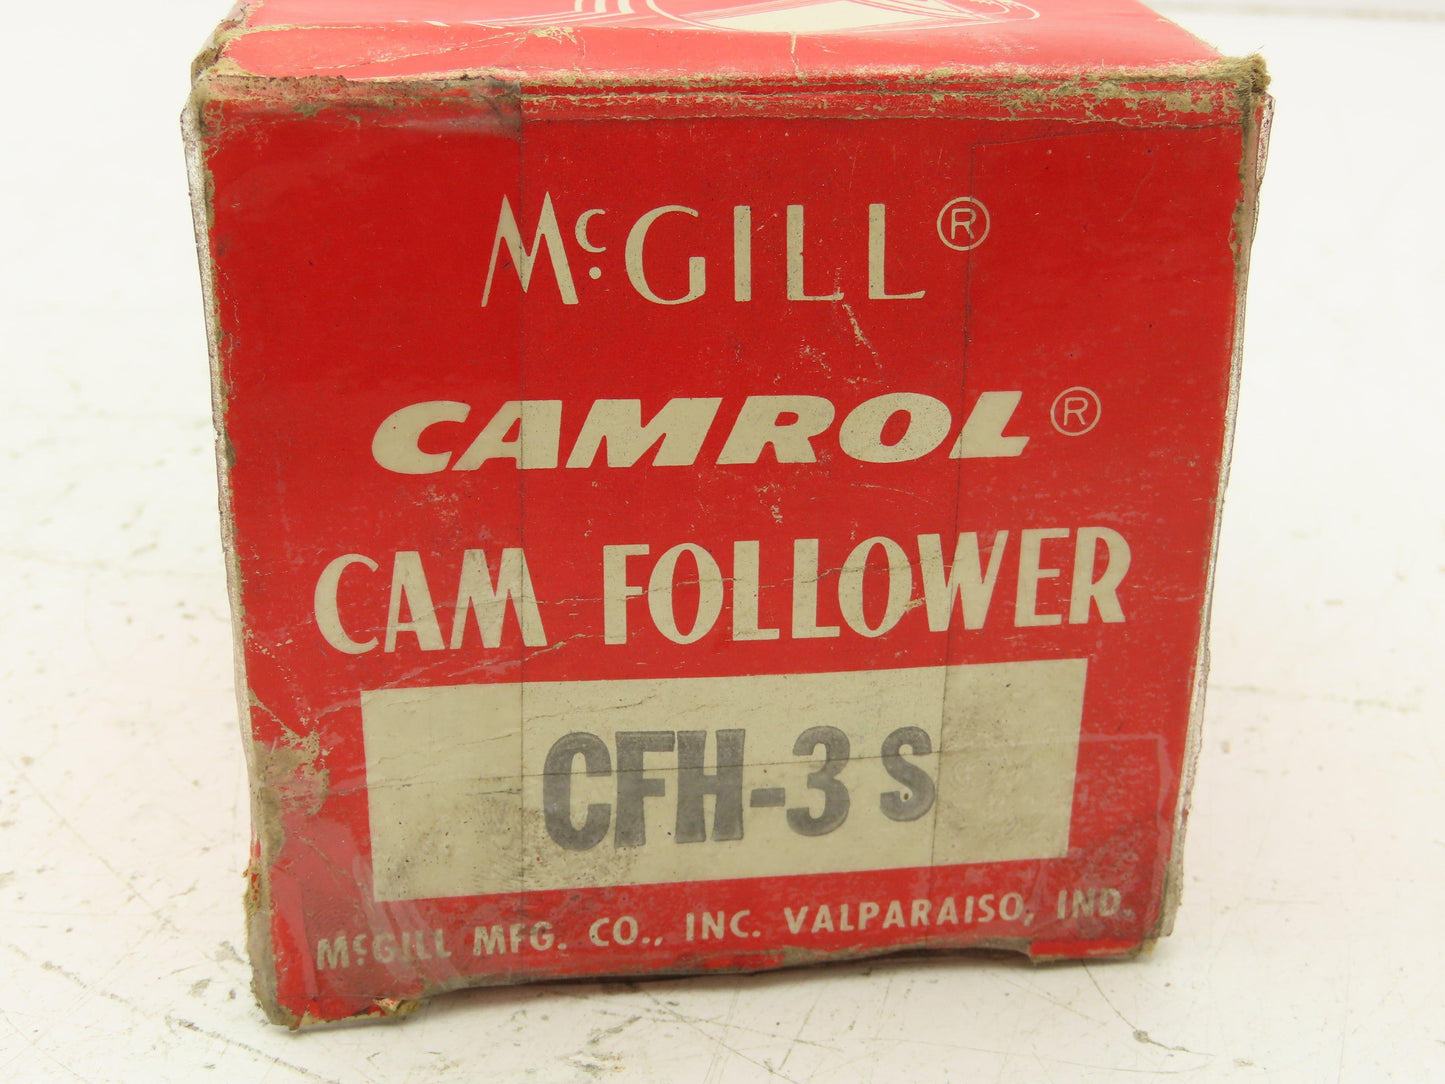 McGILL®
CAMROL®
CAM FOLLOWER
CFH-3 S
McGILL MFG. CO., INC. VALPARAISO, IND.